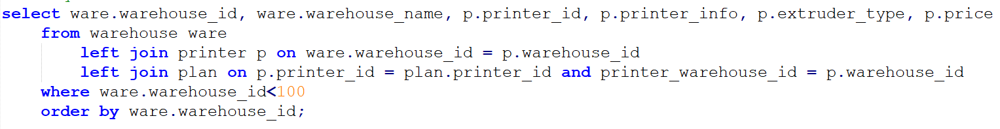 select ware.warehouse_id, ware.warehouse_name, p.printer_id, p.printer_info, p.extruder_type, p.price
from warehouse ware
left join printer p on ware.warehouse_id = p.warehouse_id
left join plan on p.printer_id = plan.printer_id and printer_warehouse_id = p.warehouse_id
where ware.warehouse_id<100
order by ware.warehouse_id;